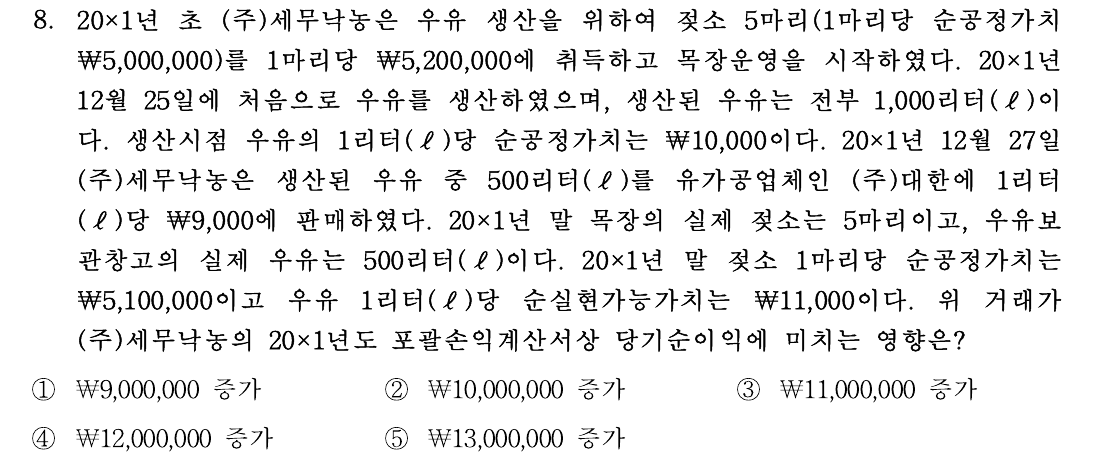 8. 20×1년 초 (주)세무낙농은 우유 생산을 위하여 젖소 5마리(1마리당 순공정가치
₩5,000,000)를 1마리당 ₩5,200,000에 취득하고 목장운영을 시작하였다. 20×1년
12월 25일에 처음으로 우유를 생산하였으며, 생산된 우유는 전부 1,000리터(ℓ)이
다. 생산시점 우유의 1리터(ℓ)당 순공정가치는 ₩10,000이다. 20×1년 12월 27일
(주)세무낙농은 생산된 우유 중 500리터(ℓ)를 유가공업체인 (주)대한에 1리터
(ℓ)당 ₩9,000에 판매하였다. 20×1년 말 목장의 실제 젖소는 5마리이고, 우유보
관창고의 실제 우유는 500리터(ℓ)이다. 20×1년 말 젖소 1마리당 순공정가치는
₩5,100,000이고 우유 1리터(ℓ)당 순실현가능가치는 ₩11,000이다. 위 거래가
(주)세무낙농의 20×1년도 포괄손익계산서상 당기순이익에 미치는 영향은?
① ₩9,000,000 증가 ② ₩10,000,000 증가 ③ ₩11,000,000 증가
④ ₩12,000,000 증가 ⑤ ₩13,000,000 증가